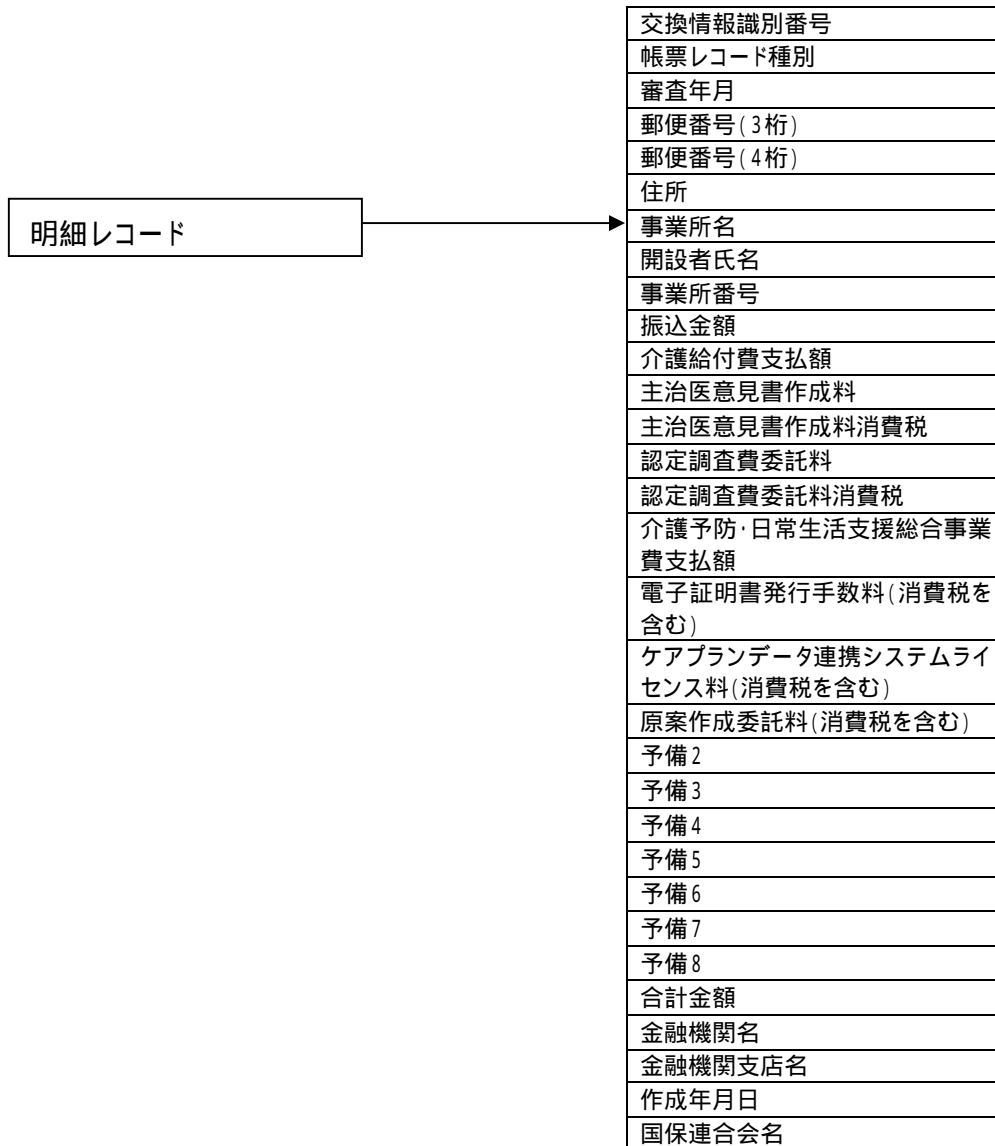 明細レコード
交換情報識別番号
帳票レコード種別
審査年月
郵便番号(3桁)
郵便番号(4桁)
住所
事業所名
開設者氏名
事業所番号
振込金額
介護給付費支払額
主治医意見書作成料
主治医意見書作成料消費税
認定調査費委託料
認定調査費委託料消費税
介護予防・日常生活支援総合事業
費支払額
電子証明書発行手数料(消費税を
含む)
ケアプランデータ連携システムライ
センス料(消費税を含む)
原案作成委託料(消費税を含む)
予備2
予備3
予備4
予備5
予備6
予備7
予備8
合計金額
金融機関名
金融機関支店名
作成年月日
国保連合会名